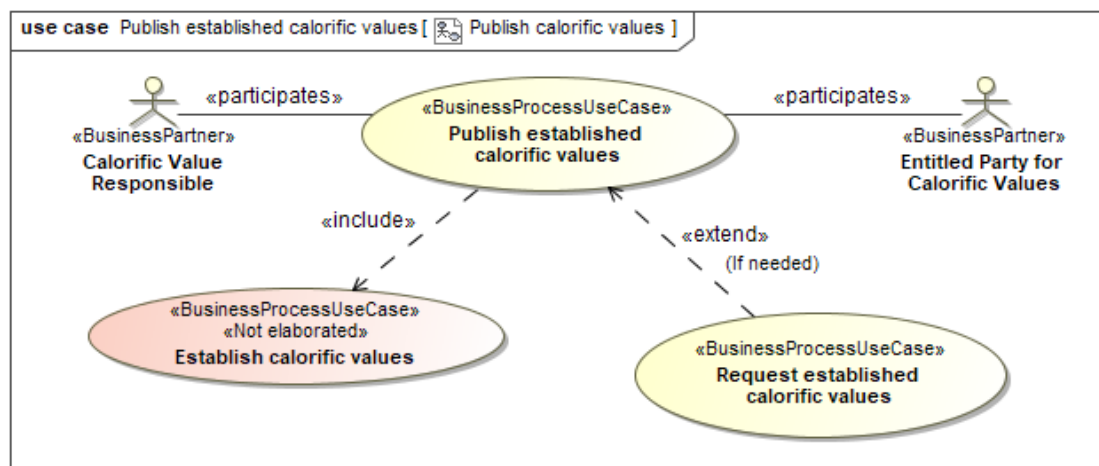 use case Publish established calorific values [ Publish calorific values ]
«participates»
«participates»
«BusinessPartner»
Calorific Value
Responsible
«BusinessProcessUseCase»
Publish established
calorific values
«BusinessPartner»
Entitled Party for
Calorific Values
«include»
«extend»
(If needed)
«BusinessProcessUseCase»
«Not elaborated»
Establish calorific values
«BusinessProcessUseCase»
Request established
calorific values